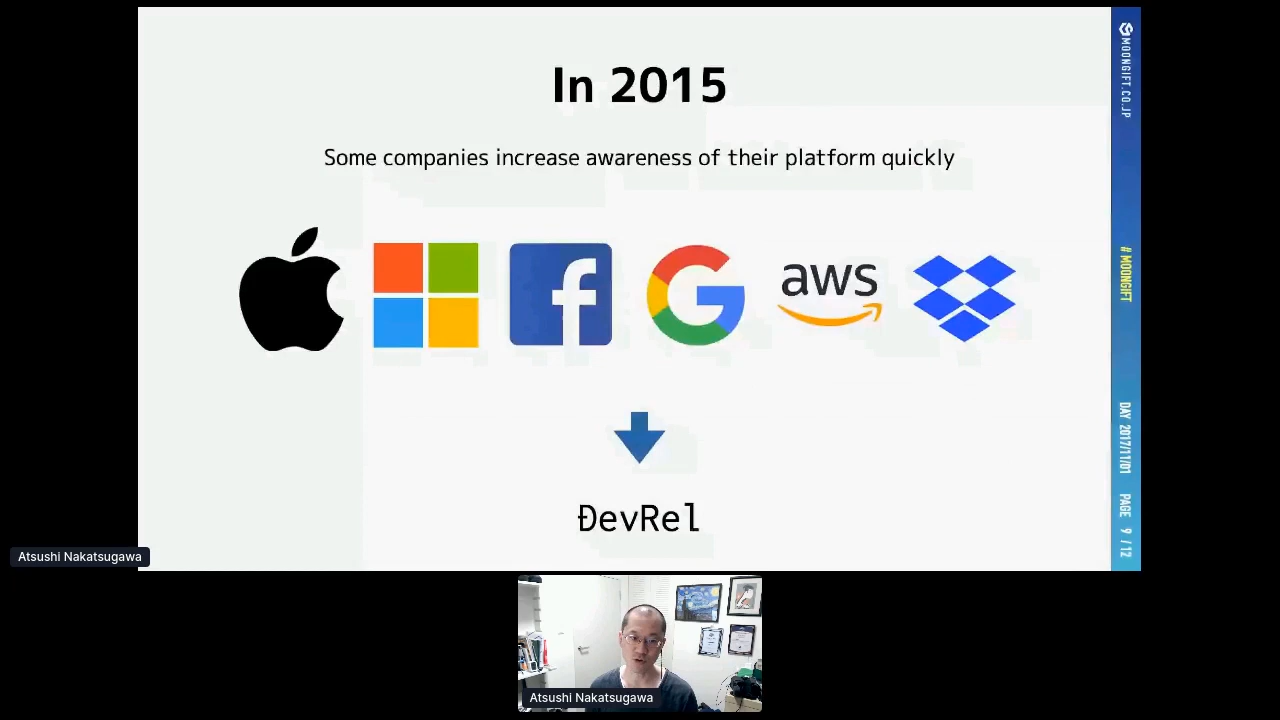 In 2015
Some companies increase awareness of their platform quickly
aws
ÐevRel
MOONGIFT.CO.JP
# MOONGIFT
DAY 2017/11/01
PAGE 9 / 12
Atsushi Nakatsugawa
Atsushi Nakatsugawa